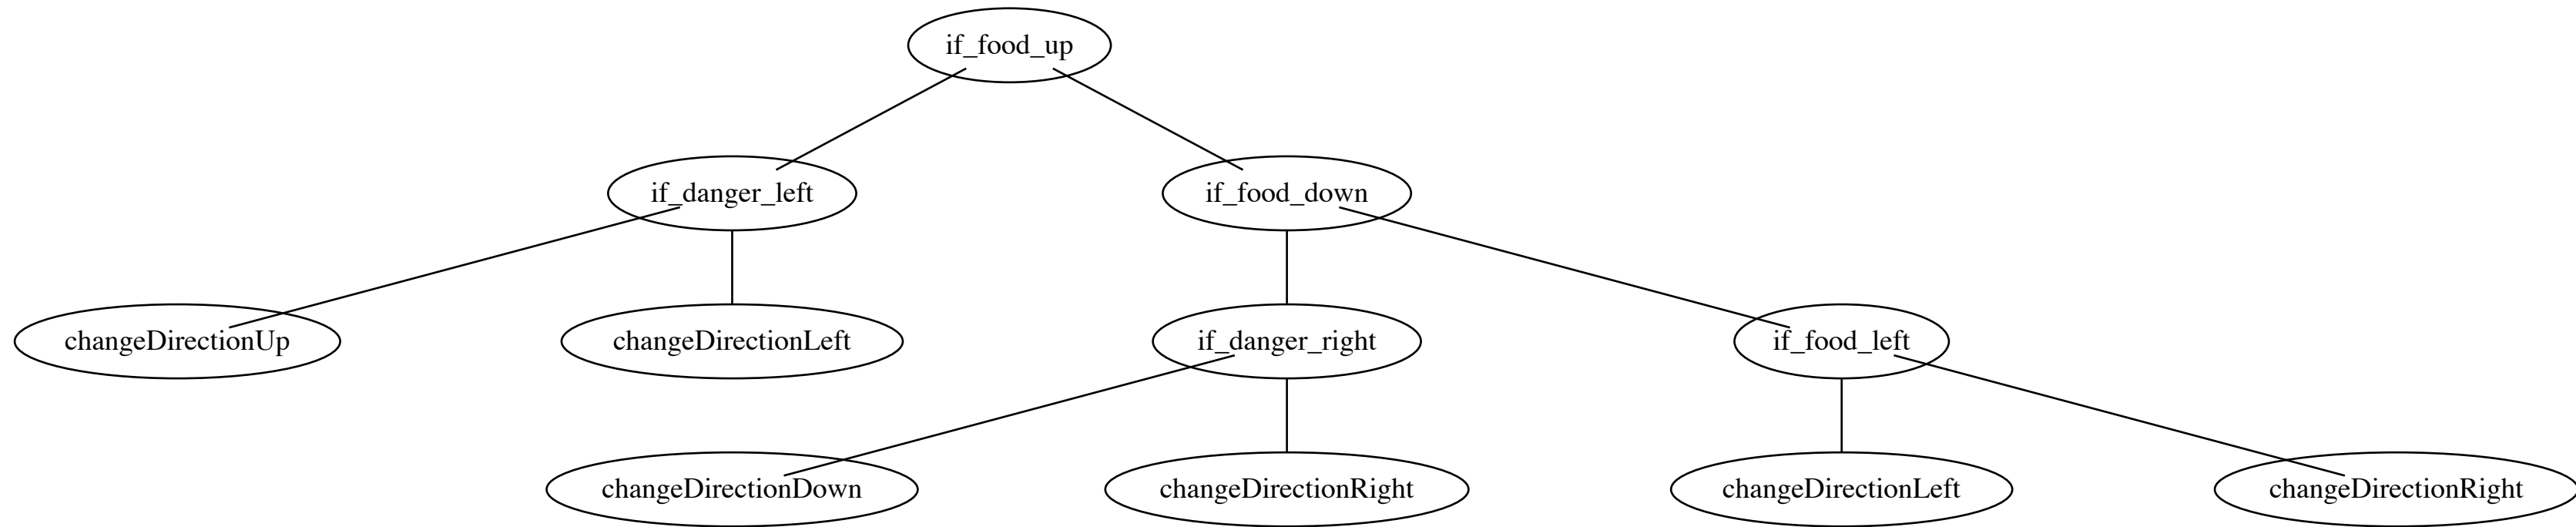 if_food_up
if_danger_left
if_food_down
changeDirectionUp
changeDirectionLeft
if_danger_right
if_food_left
changeDirectionDown
changeDirectionRight
changeDirectionLeft
changeDirectionRight